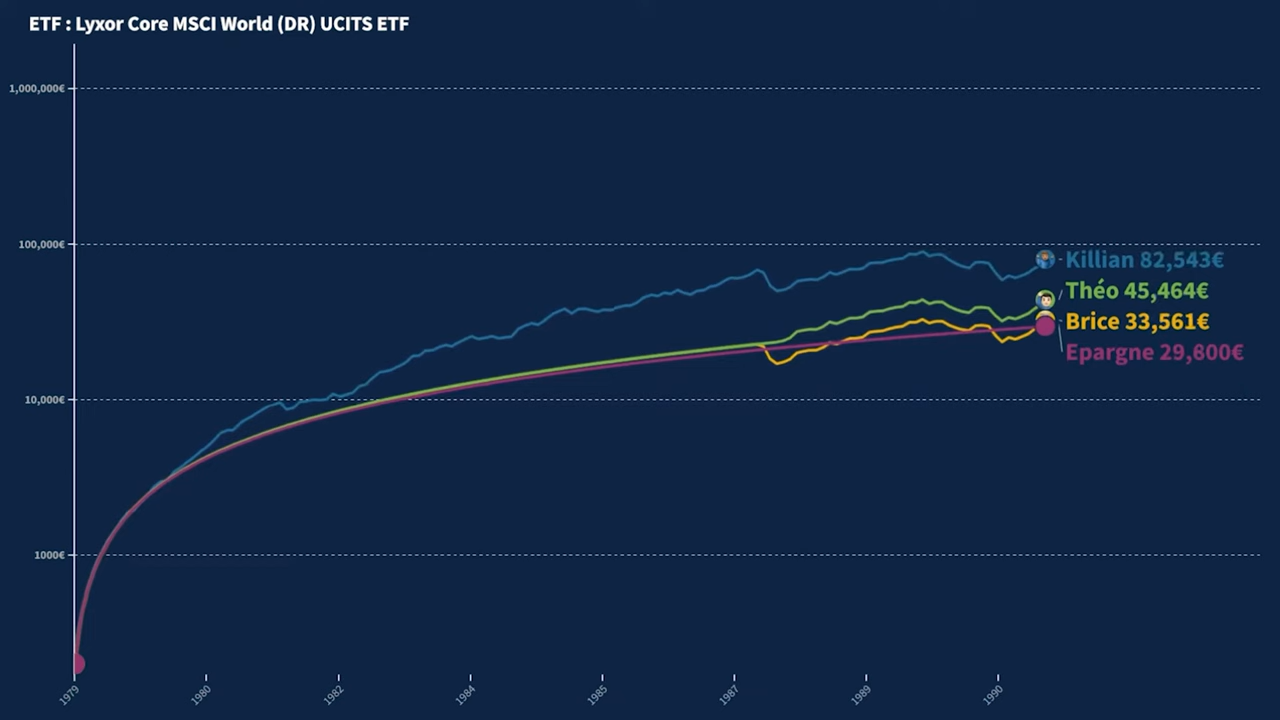 ETF : Lyxor Core MSCI World (DR) UCITS ETF
1,000,000€
100,000€
10,000€
1000€
Killian 82,543€
Théo 45,464€
Brice 33,561€
Epargne 29,800€
1979
1980
1982
1984
1985
1987
1989
1990